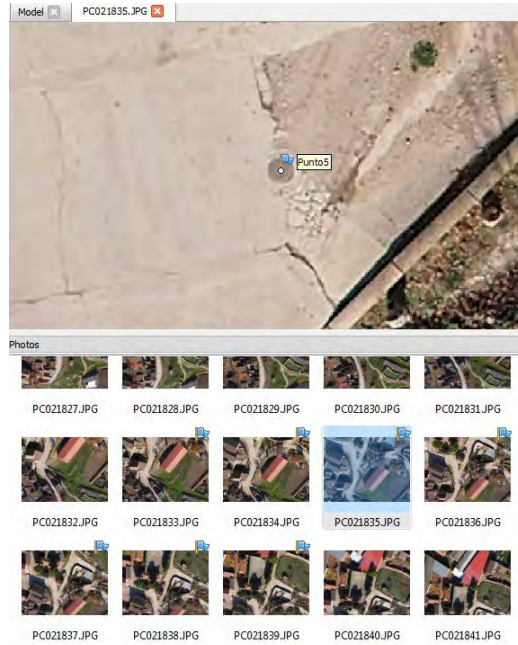 Model PC021835.JPG
Punto5
Photos
PC021827.JPG PC021828.JPG PC021829.JPG PC021830.JPG PC021831.JPG
PC021832.JPG PC021833.JPG PC021834.JPG PC021835.JPG PC021836.JPG
PC021837.JPG PC021838.JPG PC021839.JPG PC021840.JPG PC021841.JPG